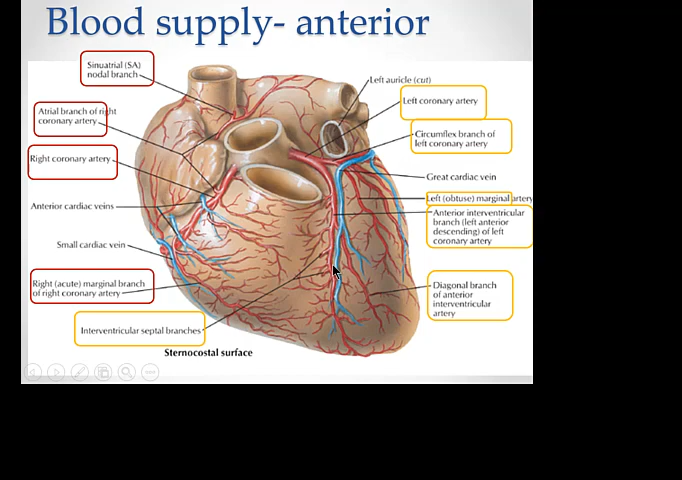 Blood supply- anterior
Sinuatrial (SA)
nodal branch
Left auricle (cut)
Left coronary artery
Atrial branch of right
coronary artery
Circumflex branch of
left coronary artery
Right coronary artery
Great cardiac vein
Left (obtuse) marginal artery
Anterior cardiac veins
Anterior interventricular
branch (left anterior
descending) of left
coronary artery
Small cardiac vein
Right (acute) marginal branch
of right coronary artery
Diagonal branch
of anterior
interventricular
artery
Interventricular septal branches
Sternocostal surface